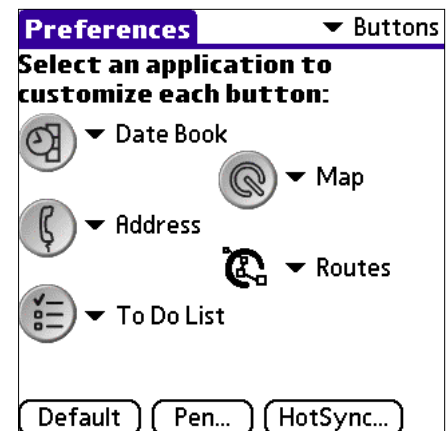 Preferences
Buttons
Select an application to
customize each button:
Date Book
Map
Address
Routes
To Do List
Default
Pen...
HotSync...